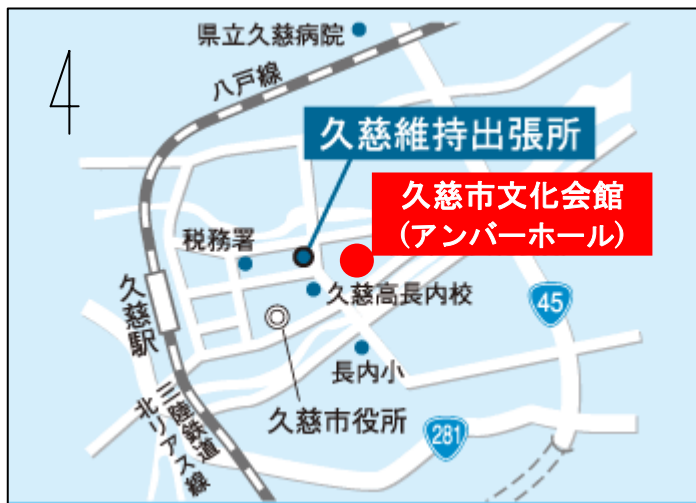 県立久慈病院
八戸線
久慈維持出張所
久慈市文化会館
(アンバーホール)
税務署
久慈高長内校
45
久慈駅
長内小
久慈市役所
三陸鉄道
北リアス線
281